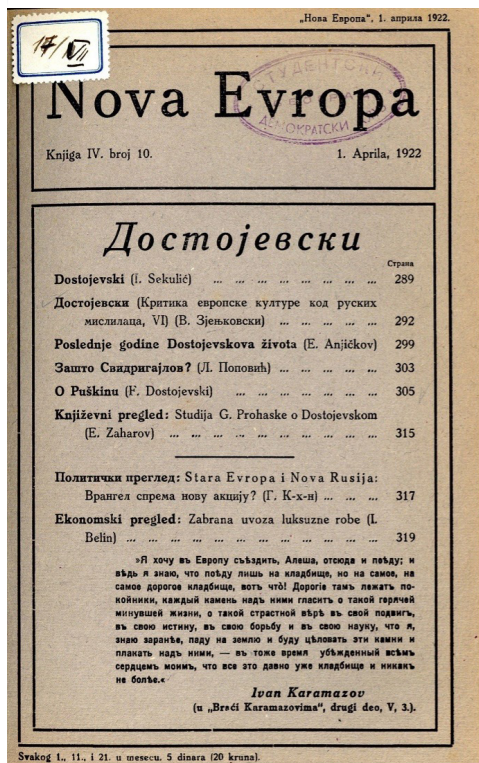 „Нова Европа", 1. априла 1922.
17/VII
Nova Evropa
СТУДЕНТСКИ
ДЕМОКРАТСКИ
Knjiga IV. broj 10.
1. Aprila, 1922
Достојевски
Страна
Dostojevski (I. Sekulić) ... ... ... ... ... ... ... ... 289
Достојевски (Критика европске културе код руских
мислилаца, VI) (В. Зјењковски) ... ... ... ... ... 292
Poslednje godine Dostojevskova života (E. Anjičkov) 299
Зашто Свидригајлов? (Л. Поповић) ... ... ... ... ... 303
O Puškinu (F. Dostojevski) ... ... ... ... ... ... ... 305
Književni pregled: Studija G. Prohaske o Dostojevskom
(E. Zaharov) ... ... ... ... ... ... ... ... ... 315
Политички преглед: Stara Evropa i Nova Rusija:
Врангел спрема нову акцију? (Г. К-х-н) ... ... ... 317
Ekonomski pregled: Zabrana uvoza luksuzne robe (I.
Belin) ... ... ... ... ... ... ... ... ... ... ... 319
»Я хочу въ Европу съѣздить, Алеша, отсюда и поѣду; и
вѣдь я знаю, что поѣду лишь на кладбище, но на самое, на
самое дорогое кладбище, вотъ что̀! Дорогіе тамъ лежатъ по-
койники, каждый камень надъ ними гласитъ о такой горячей
минувшей жизни, о такой страстной вѣрѣ въ свой подвигъ,
въ свою истину, въ свою борьбу и въ свою науку, что я,
знаю заранѣе, паду на землю и буду цѣловать эти камни и
плакать надъ ними, — въ тоже время убѣжденный всѣмъ
сердцемъ моимъ, что все это давно уже кладбище и никакъ
не болѣе.«
Ivan Karamazov
(u „Braći Karamazovima", drugi deo, V, 3.).
Svakog 1., 11., i 21. u mesecu. 5 dinara (20 kruna).